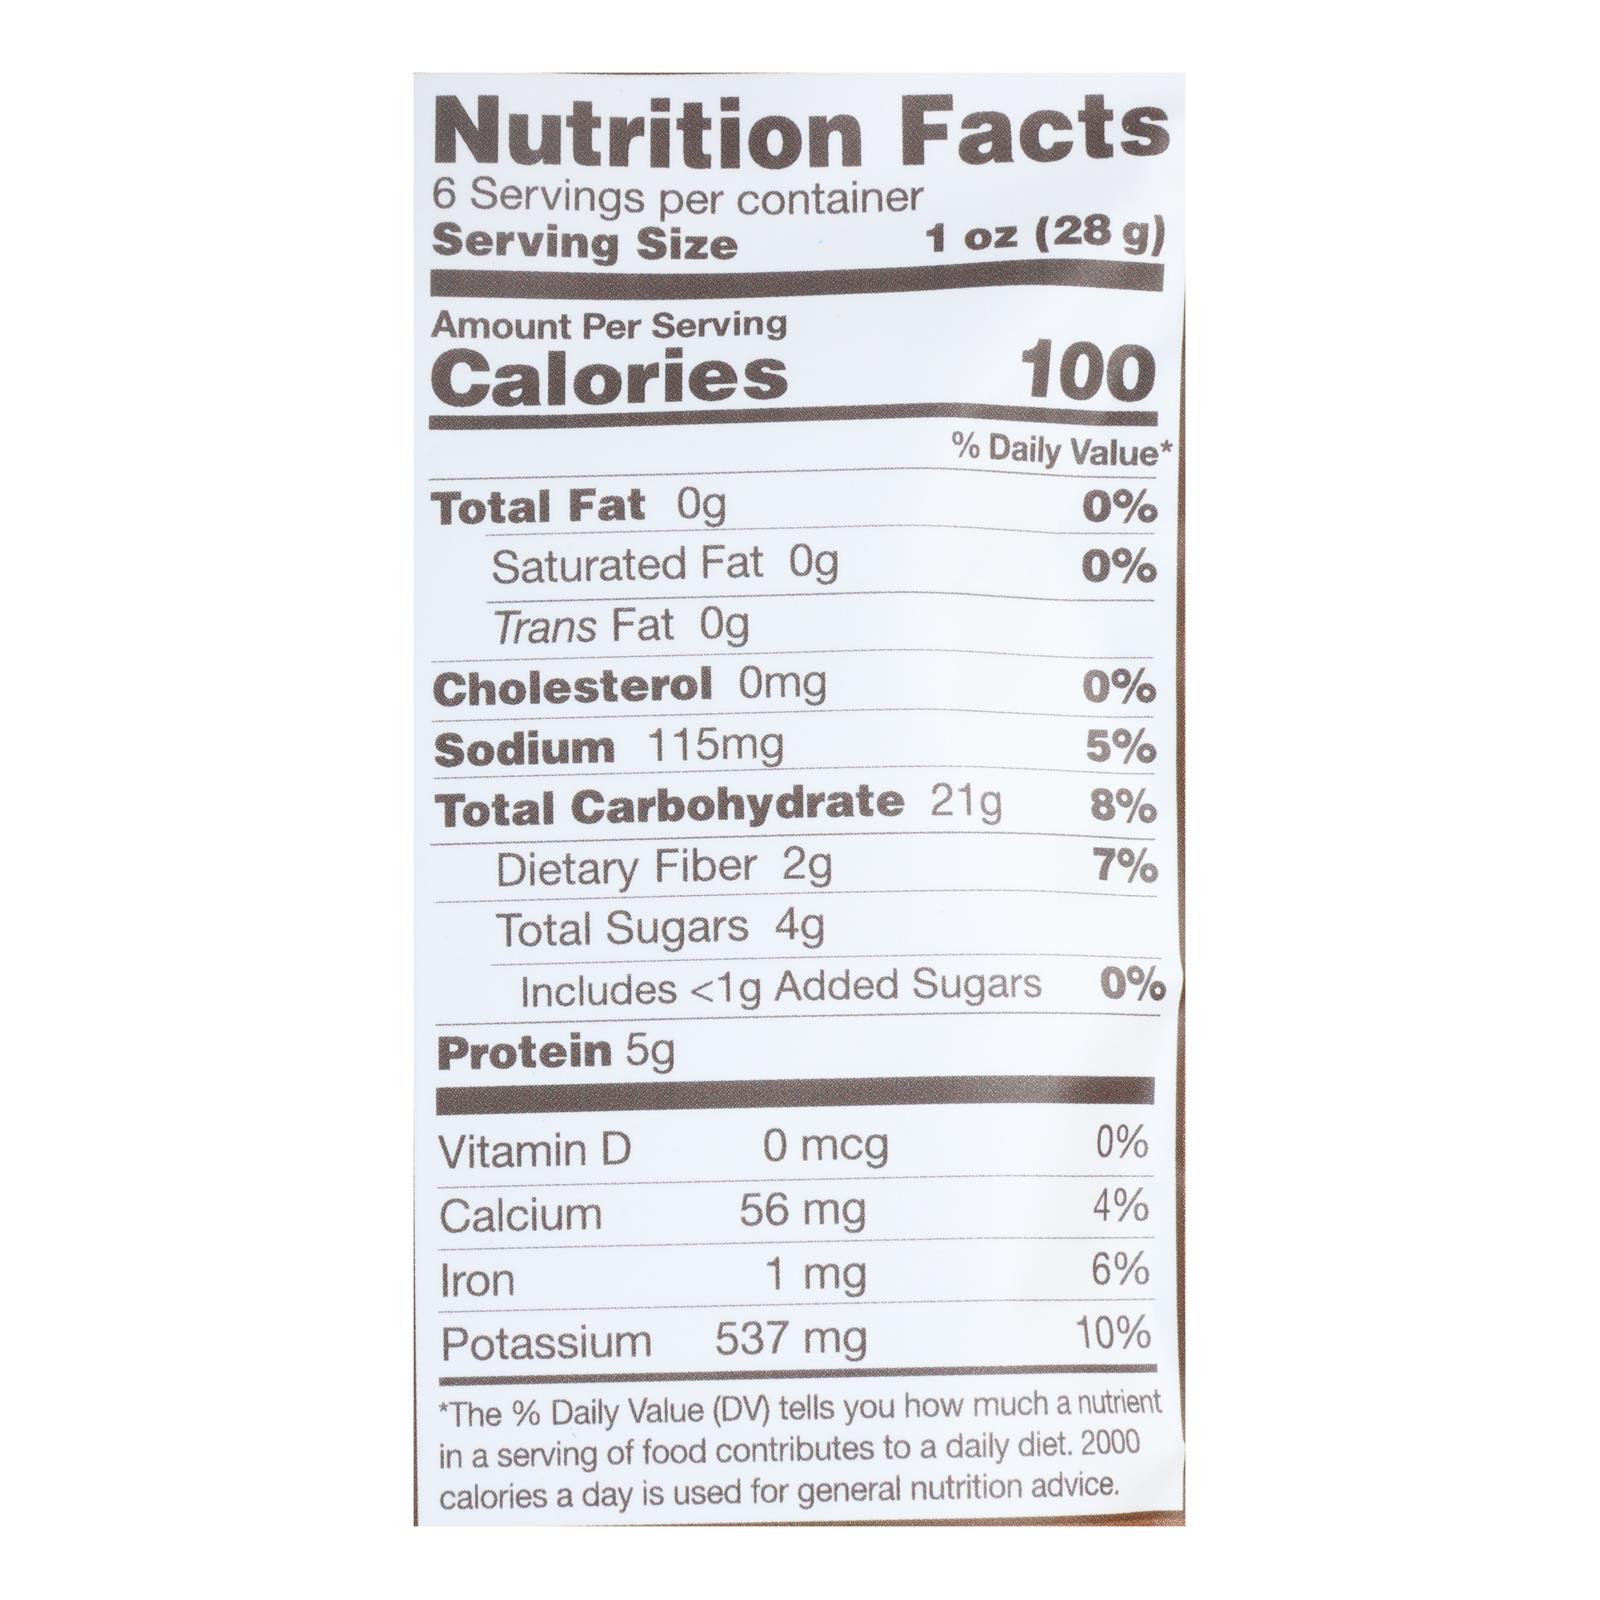 Nutrition Facts
6 Servings per container
Serving Size 1 oz (28 g)
Amount Per Serving
Calories 100
% Daily Value*
Total Fat 0g 0%
Saturated Fat 0g 0%
Trans Fat 0g
Cholesterol 0mg 0%
Sodium 115mg 5%
Total Carbohydrate 21g 8%
Dietary Fiber 2g 7%
Total Sugars 4g
Includes <1g Added Sugars 0%
Protein 5g
Vitamin D 0 mcg 0%
Calcium 56 mg 4%
Iron 1 mg 6%
Potassium 537 mg 10%
*The % Daily Value (DV) tells you how much a nutrient
in a serving of food contributes to a daily diet. 2000
calories a day is used for general nutrition advice.